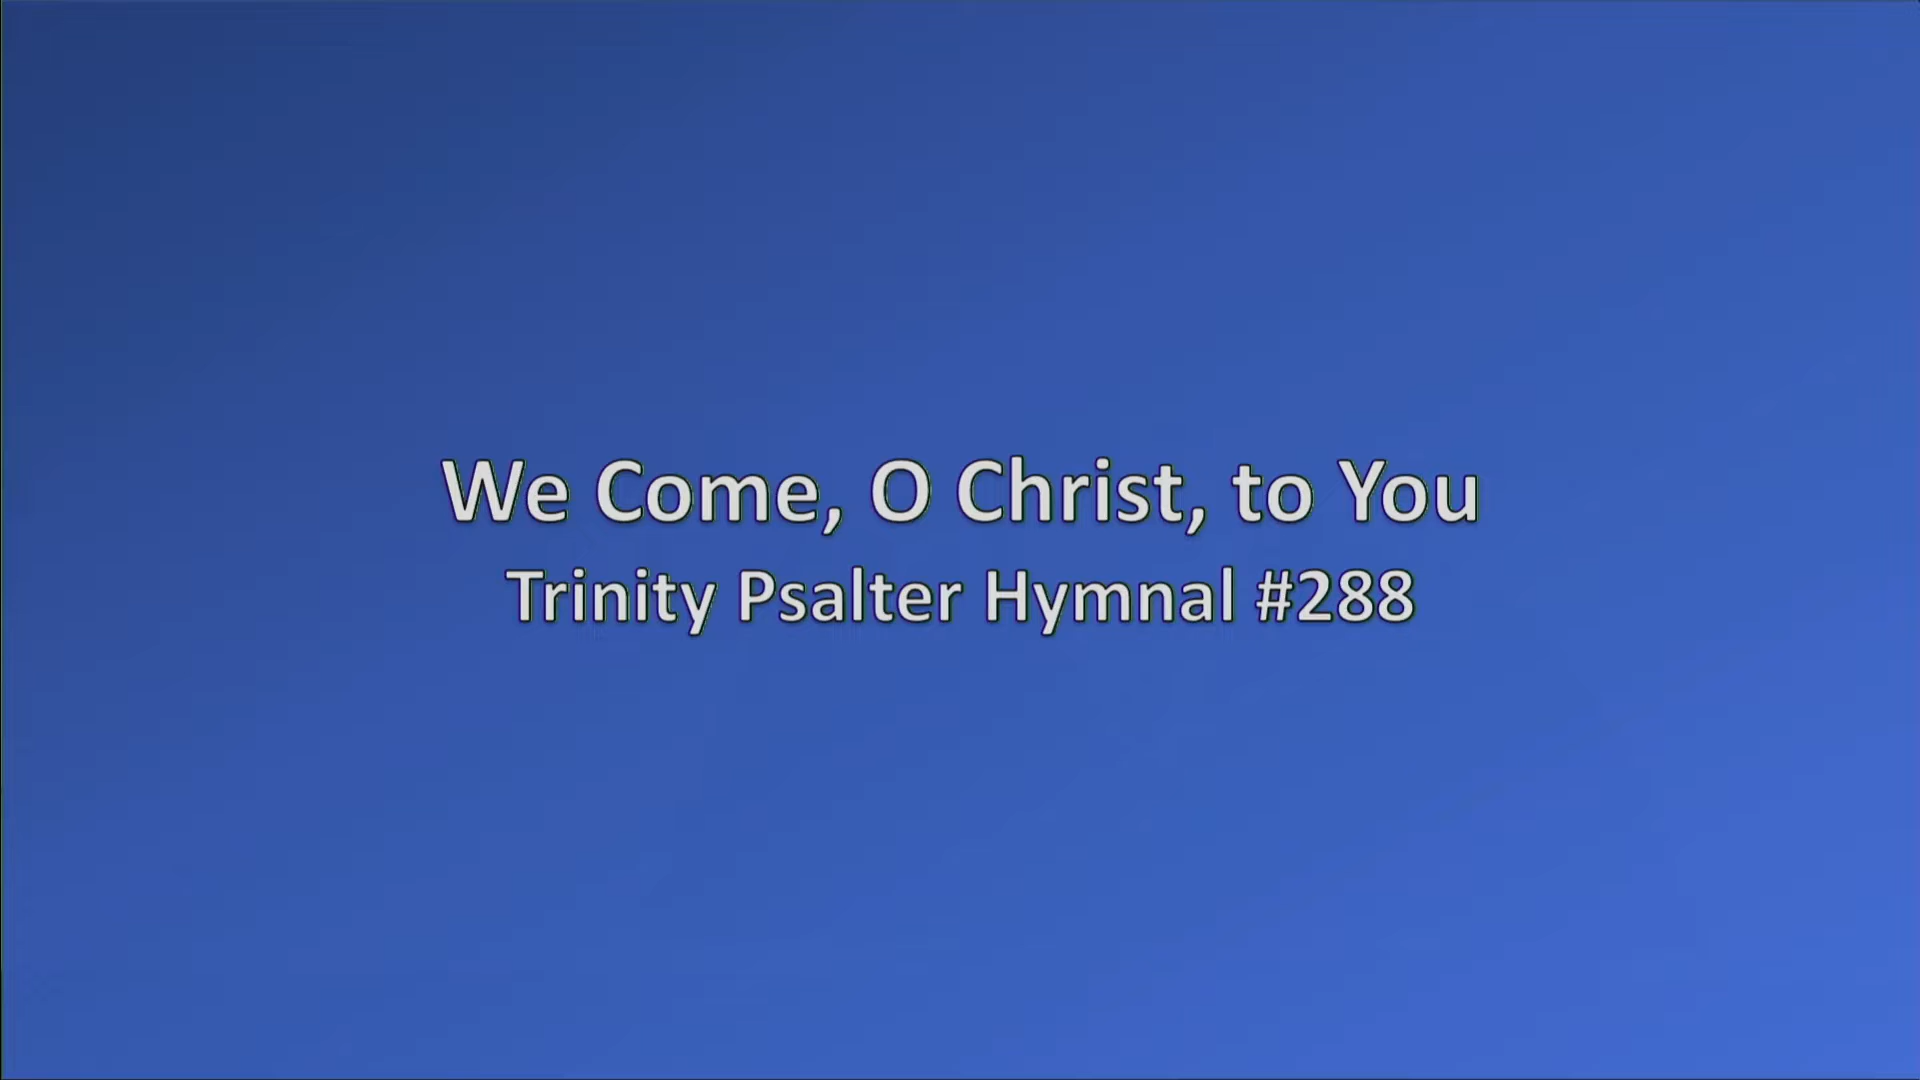 We Come, O Christ, to You
Trinity Psalter Hymnal #288